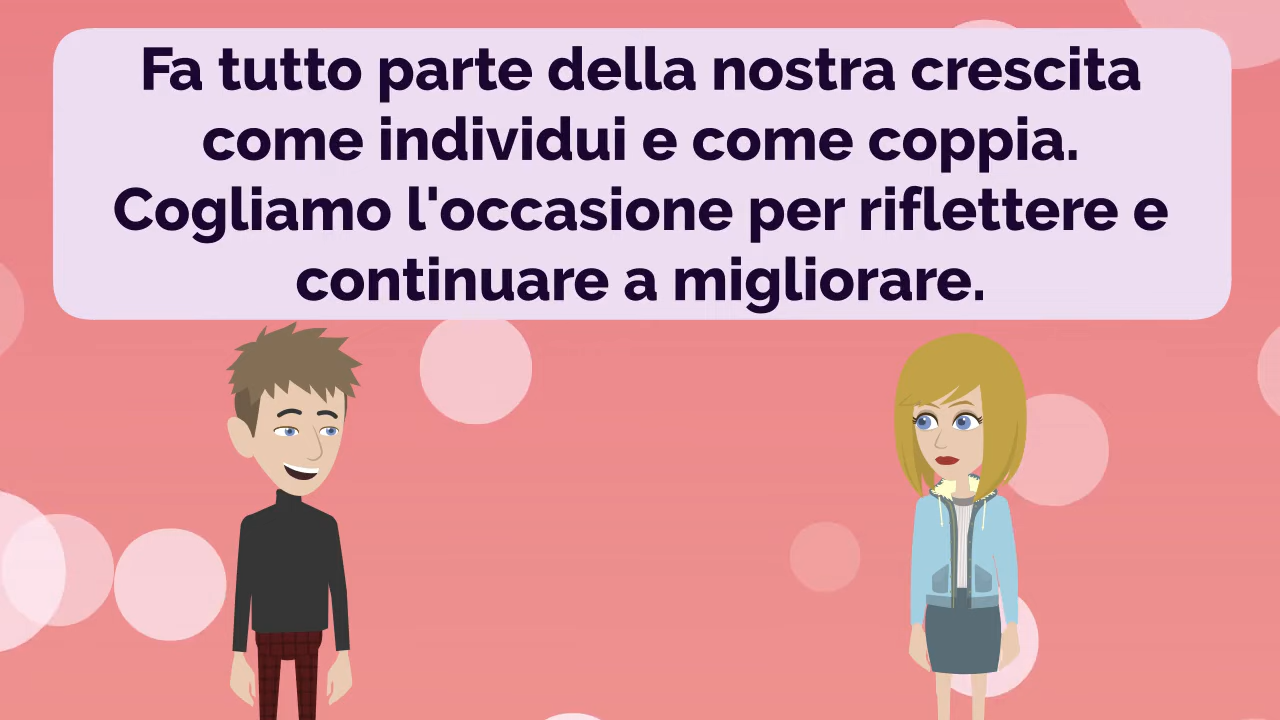 Fa tutto parte della nostra crescita
come individui e come coppia.
Cogliamo l'occasione per riflettere e
continuare a migliorare.